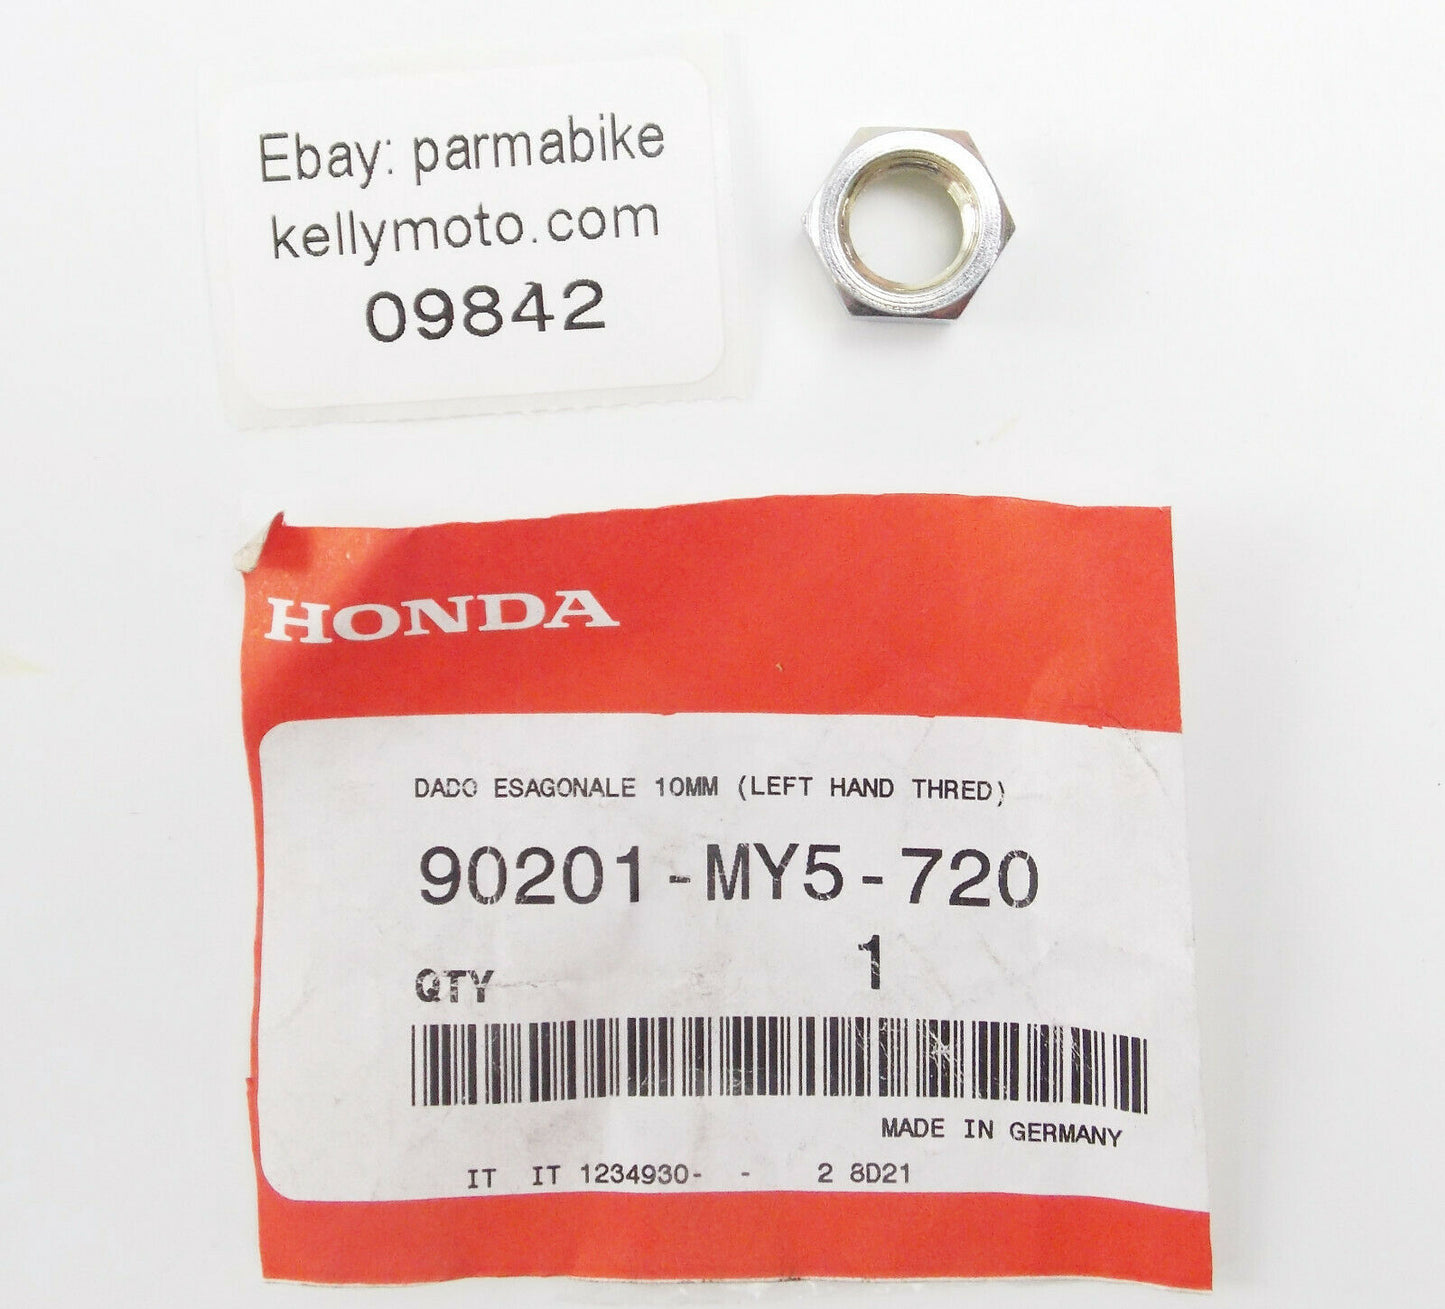 Ebay: parmabike
kellymoto.com
09842
HONDA
DADO ESAGONALE 10MM (LEFT HAND THRED)
90201-MY5-720
1
QTY
MADE IN GERMANY
IT IT 1234930- - 2 8D21